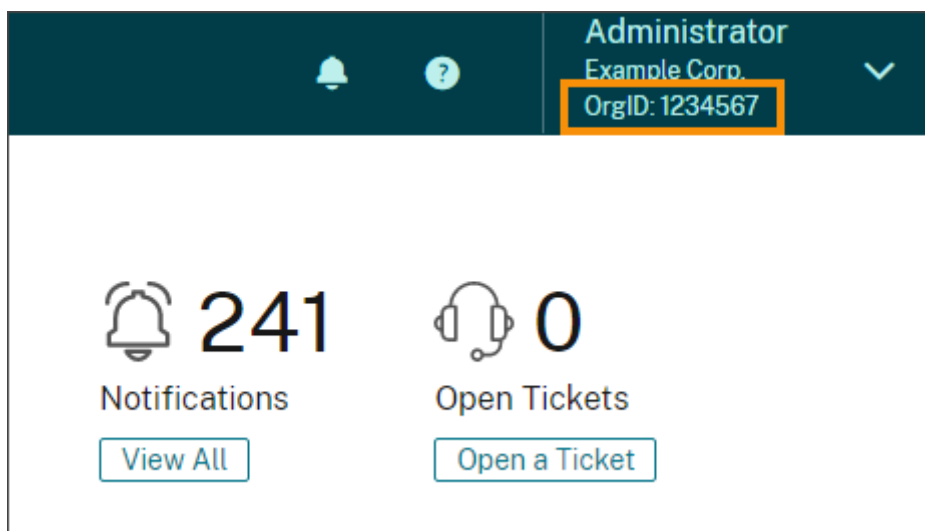 Administrator
Example Corp.
OrgID: 1234567
241
0
Notifications
Open Tickets
View All
Open a Ticket